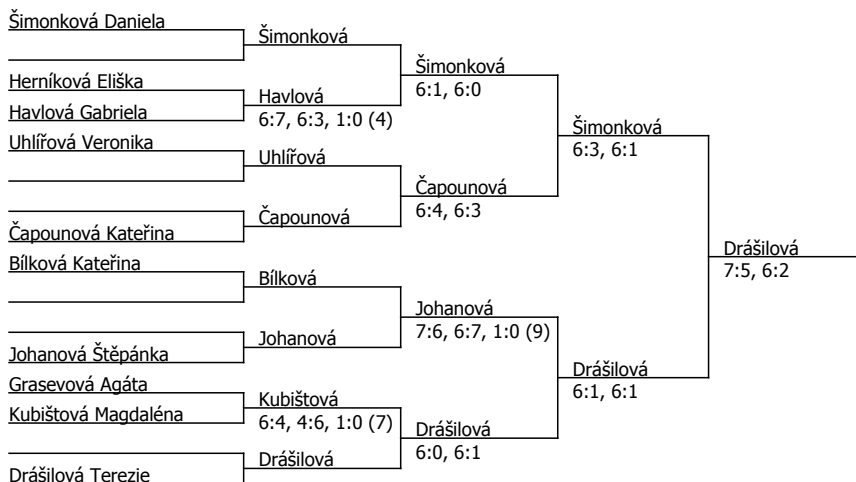 Šimonková Daniela
Šimonková
Šimonková
6:1, 6:0
Herníková Eliška
Havlová
6:7, 6:3, 1:0 (4)
Havlová Gabriela
Šimonková
6:3, 6:1
Uhlířová Veronika
Uhlířová
Čapounová
6:4, 6:3
Čapounová
Čapounová Kateřina
Drášilová
7:5, 6:2
Bílková Kateřina
Bílková
Johanová
7:6, 6:7, 1:0 (9)
Johanová
Johanová Štěpánka
Drášilová
6:1, 6:1
Grasevová Agáta
Kubištová
6:4, 4:6, 1:0 (7)
Kubištová Magdaléna
Drášilová
6:0, 6:1
Drášilová
Drášilová Terezie